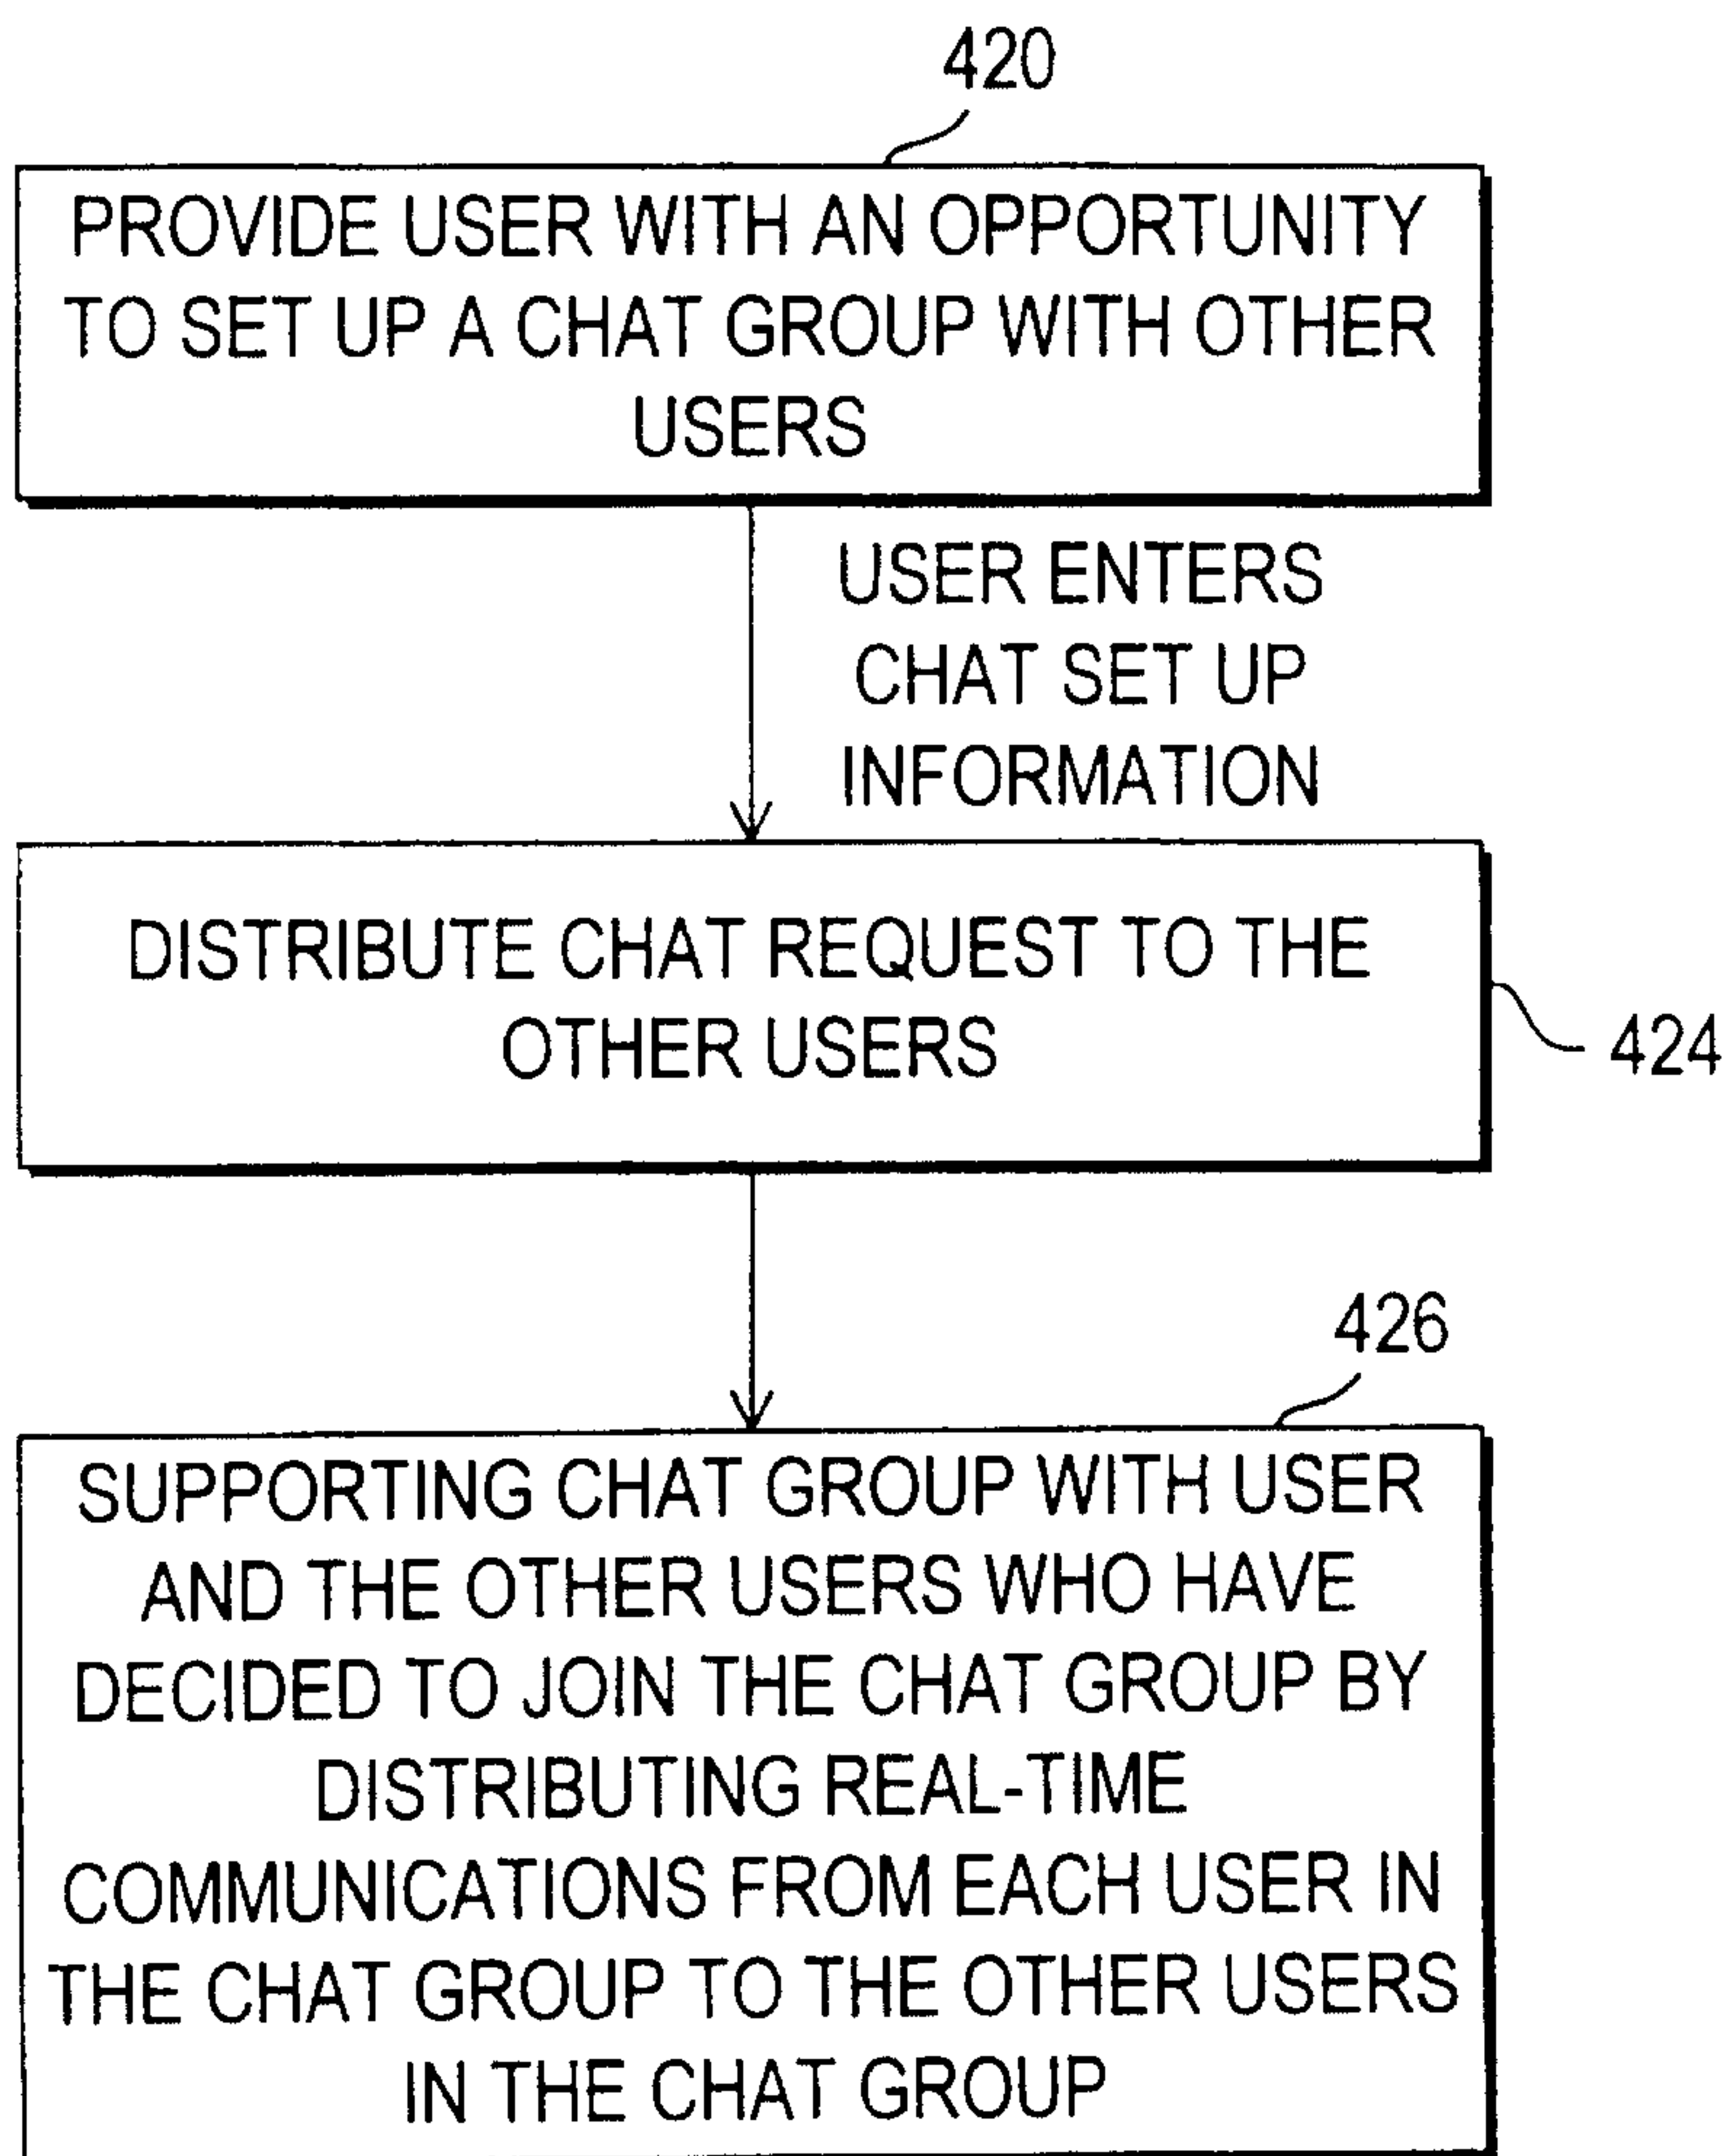 420
PROVIDE USER WITH AN OPPORTUNITY
TO SET UP A CHAT GROUP WITH OTHER
USERS
USER ENTERS
CHAT SET UP
INFORMATION
DISTRIBUTE CHAT REQUEST TO THE
OTHER USERS
424
426
SUPPORTING CHAT GROUP WITH USER
AND THE OTHER USERS WHO HAVE
DECIDED TO JOIN THE CHAT GROUP BY
DISTRIBUTING REAL-TIME
COMMUNICATIONS FROM EACH USER IN
THE CHAT GROUP TO THE OTHER USERS
IN THE CHAT GROUP